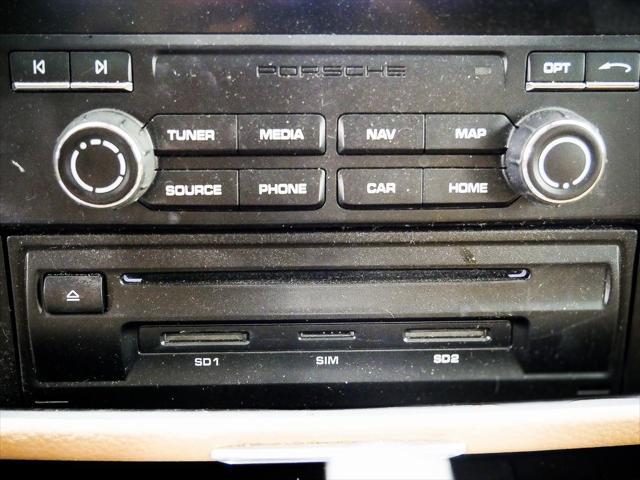 PORSCHE
OPT
TUNER MEDIA NAV MAP
SOURCE PHONE CAR HOME
SD1 SIM SD2